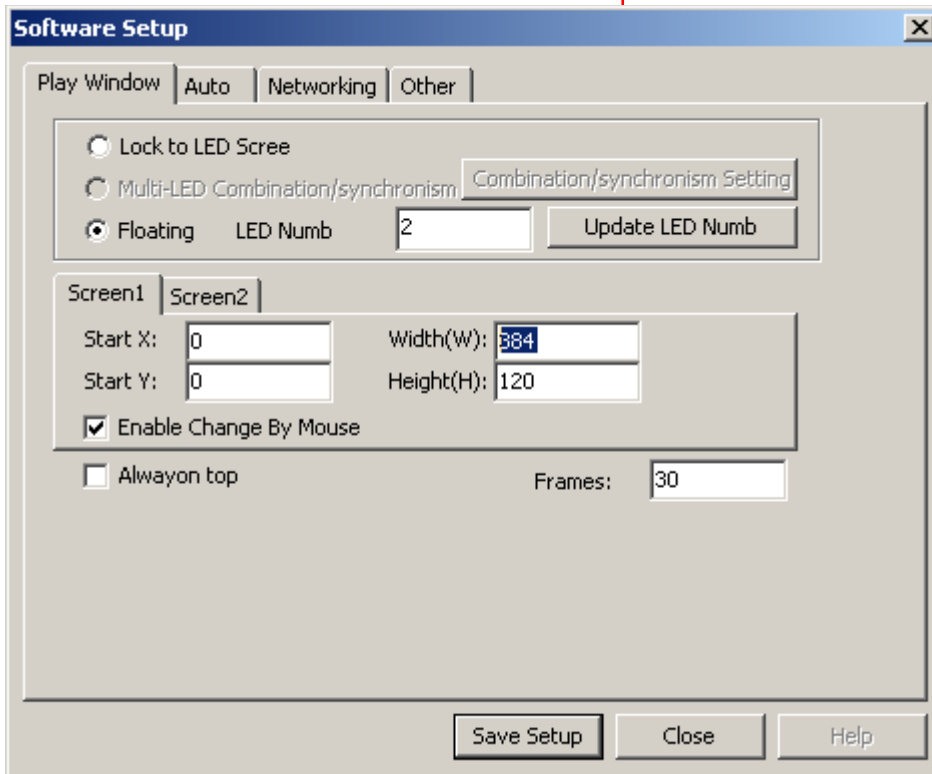 Software Setup
Play Window Auto Networking Other
Lock to LED Scree
Multi-LED Combination/synchronism Combination/synchronism Setting
Floating LED Numb 2 Update LED Numb
Screen1 Screen2
Start X: 0 Width(W): 384
Start Y: 0 Height(H): 120
Enable Change By Mouse
Alwayon top Frames: 30
Save Setup Close Help